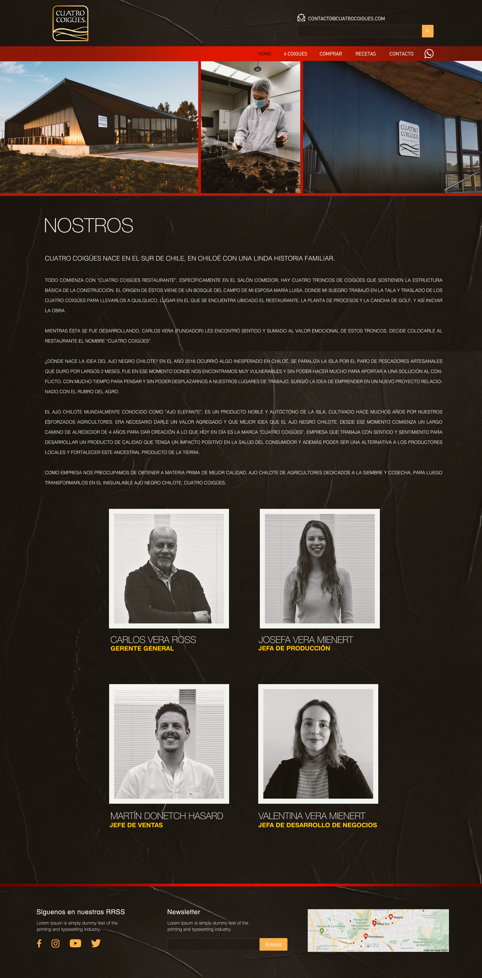 CUATRO
COIGÜES.
CONTACTO@CUATROCOIGUES.COM
HOME
4 COIGUES
COMPRAR
RECETAS
CONTACTO
CUATRO
COIGÜES
NOSTROS
CUATRO COIGÜES NACE EN EL SUR DE CHILE, EN CHILOÉ CON UNA LINDA HISTORIA FAMILIAR.
TODO COMIENZA CON “CUATRO COIGÜES RESTAURANTE”, ESPECÍFICAMENTE EN EL SALÓN COMEDOR, HAY CUATRO TRONCOS DE COIGÜES QUE SOSTIENEN LA ESTRUCTURA
BÁSICA DE LA CONSTRUCCIÓN; EL ORIGEN DE ÉSTOS VIENE DE UN BOSQUE DEL CAMPO DE MI ESPOSA MARÍA LUISA, DONDE MI SUEGRO TRABAJÓ EN LA TALA Y TRASLADO DE LOS
CUATRO COIGÜES PARA LLEVARLOS A QUILQUICO, LUGAR EN EL QUE SE ENCUENTRA UBICADO EL RESTAURANTE, LA PLANTA DE PROCESOS Y LA CANCHA DE GOLF, Y ASÍ INICIAR
LA OBRA.
MIENTRAS ÉSTA SE FUE DESARROLLANDO, CARLOS VERA (FUNDADOR) LES ENCONTRÓ SENTIDO Y SUMADO AL VALOR EMOCIONAL DE ESTOS TRONCOS, DECIDE COLOCARLE AL
RESTAURANTE EL NOMBRE “CUATRO COIGÜES”.
¿DÓNDE NACE LA IDEA DEL AJO NEGRO CHILOTE? EN EL AÑO 2016 OCURRIÓ ALGO INESPERADO EN CHILOÉ, SE PARALIZA LA ISLA POR EL PARO DE PESCADORES ARTESANALES
QUE DURO POR LARGOS 2 MESES, FUE EN ESE MOMENTO DONDE NOS ENCONTRAMOS MUY VULNERABLES Y SIN PODER HACER MUCHO PARA APORTAR A UNA SOLUCIÓN AL CON-
FLICTO. CON MUCHO TIEMPO PARA PENSAR Y SIN PODER DESPLAZARNOS A NUESTROS LUGARES DE TRABAJO, SURGIÓ LA IDEA DE EMPRENDER EN UN NUEVO PROYECTO RELACIO-
NADO CON EL RUBRO DEL AGRO.
EL AJO CHILOTE MUNDIALMENTE CONOCIDO COMO “AJO ELEFANTE”, ES UN PRODUCTO NOBLE Y AUTÓCTONO DE LA ISLA, CULTIVADO HACE MUCHOS AÑOS POR NUESTROS
ESFORZADOS AGRICULTORES. ERA NECESARIO DARLE UN VALOR AGREGADO Y QUE MEJOR IDEA QUE EL AJO NEGRO CHILOTE, DESDE ESE MOMENTO COMIENZA UN LARGO
CAMINO DE ALREDEDOR DE 4 AÑOS PARA DAR CREACIÓN A LO QUE HOY EN DÍA ES LA MARCA “CUATRO COIGÜES”, EMPRESA QUE TRABAJA CON SENTIDO Y SENTIMIENTO PARA
DESARROLLAR UN PRODUCTO DE CALIDAD QUE TENGA UN IMPACTO POSITIVO EN LA SALUD DEL CONSUMIDOR Y ADEMÁS PODER SER UNA ALTERNATIVA A LOS PRODUCTORES
LOCALES Y FORTALECER ESTE ANCESTRAL PRODUCTO DE LA TIERRA.
COMO EMPRESA NOS PREOCUPAMOS DE OBTENER A MATERIA PRIMA DE MEJOR CALIDAD, AJO CHILOTE DE AGRICULTORES DEDICADOS A LA SIEMBRE Y COSECHA, PARA LUEGO
TRANSFORMARLOS EN EL INIGUALABLE AJO NEGRO CHILOTE, CUATRO COIGÜES.
CARLOS VERA ROSS
GERENTE GENERAL
JOSEFA VERA MIENERT
JEFA DE PRODUCCIÓN
MARTÍN DONETCH HASARD
JEFE DE VENTAS
VALENTINA VERA MIENERT
JEFA DE DESARROLLO DE NEGOCIOS
Síguenos en nuestras RRSS
Lorem Ipsum is simply dummy text of the
printing and typesetting industry.
Newsletter
Lorem Ipsum is simply dummy text of the
printing and typesetting industry.
Enviar